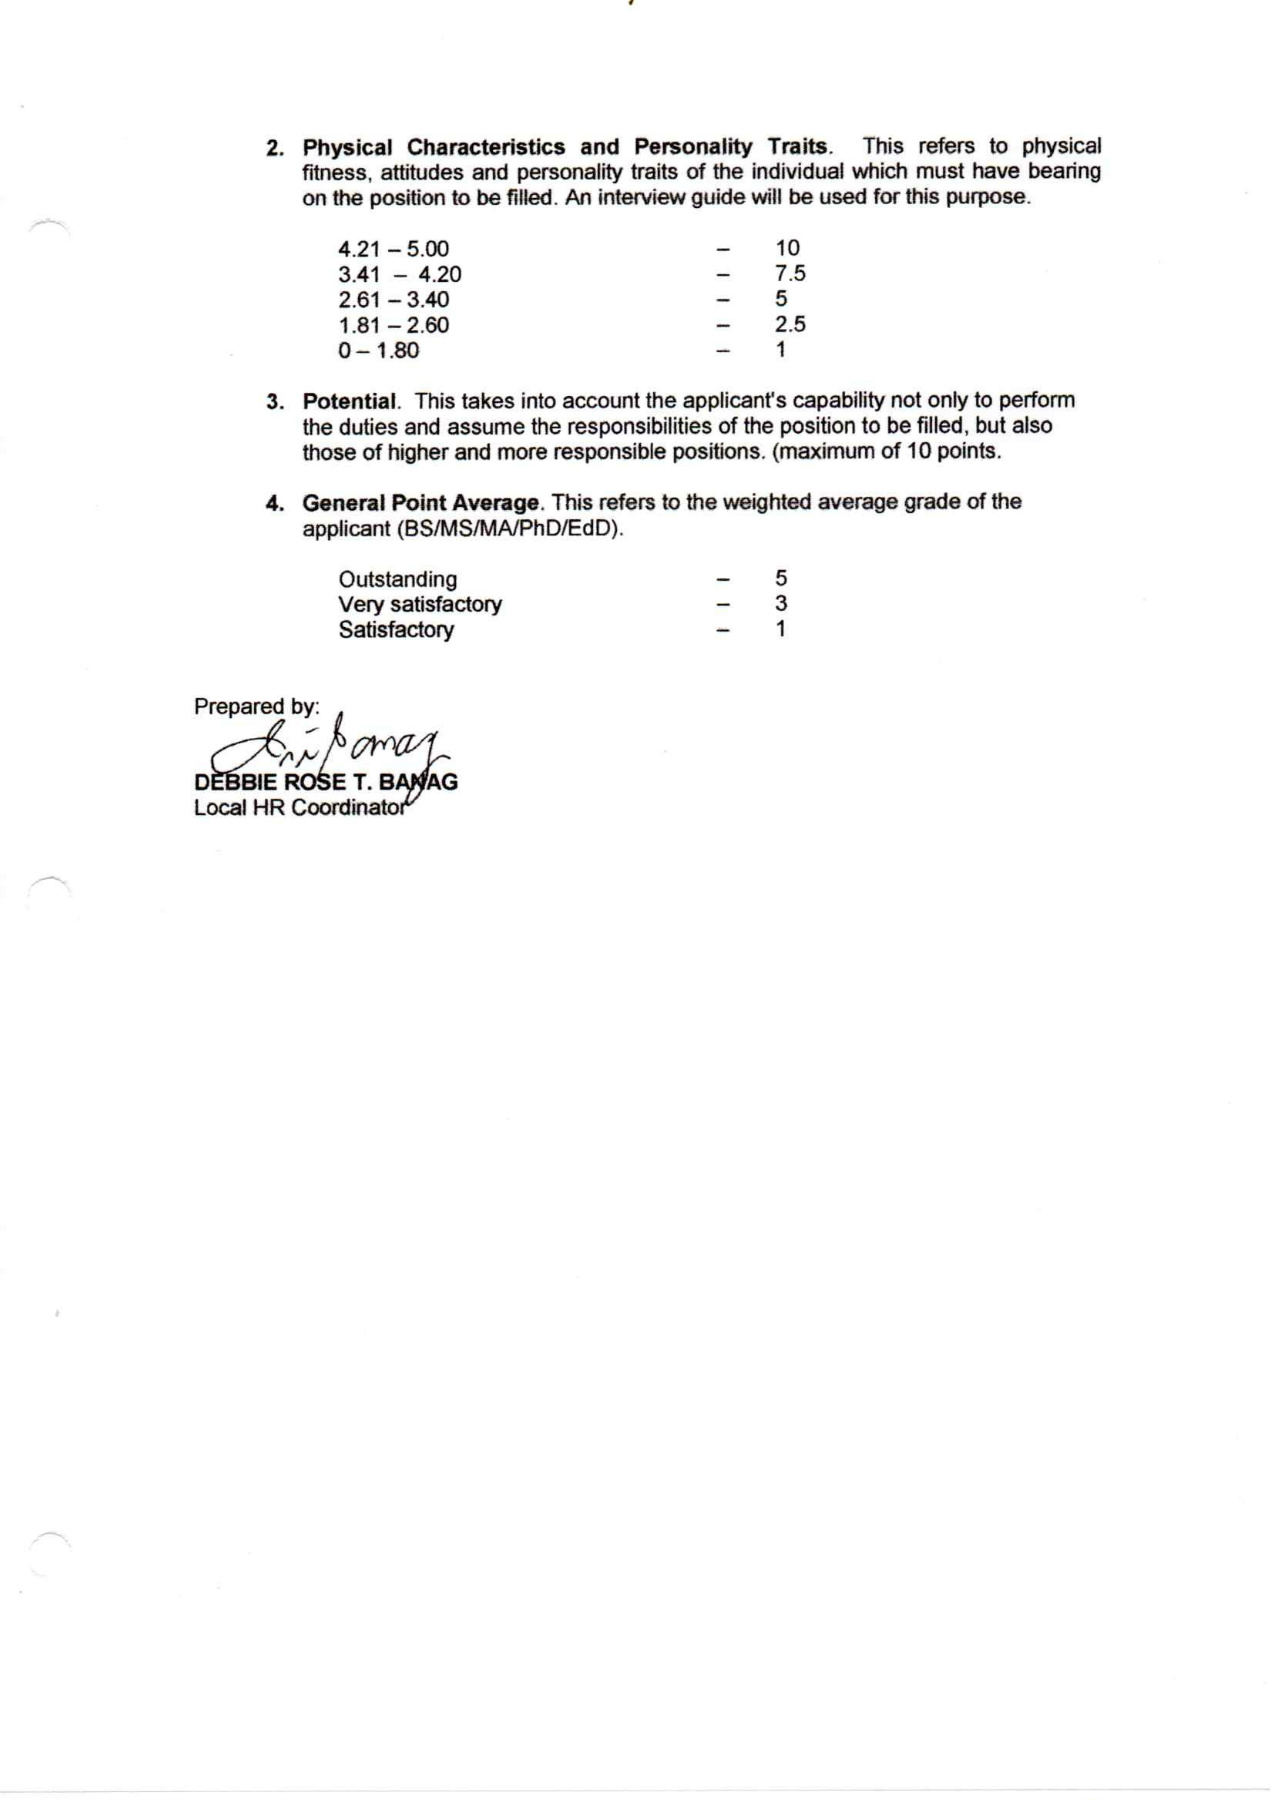 2. Physical Characteristics and Personality Traits. This refers to physical
fitness, attitudes and personality traits of the individual which must have bearing
on the position to be filled. An interview guide will be used for this purpose.
4.21 – 5.00 – 10
3.41 – 4.20 – 7.5
2.61 – 3.40 – 5
1.81 – 2.60 – 2.5
0 – 1.80 – 1
3. Potential. This takes into account the applicant's capability not only to perform
the duties and assume the responsibilities of the position to be filled, but also
those of higher and more responsible positions. (maximum of 10 points.
4. General Point Average. This refers to the weighted average grade of the
applicant (BS/MS/MA/PhD/EdD).
Outstanding – 5
Very satisfactory – 3
Satisfactory – 1
Prepared by:
DEBBIE ROSE T. BANAG
Local HR Coordinator